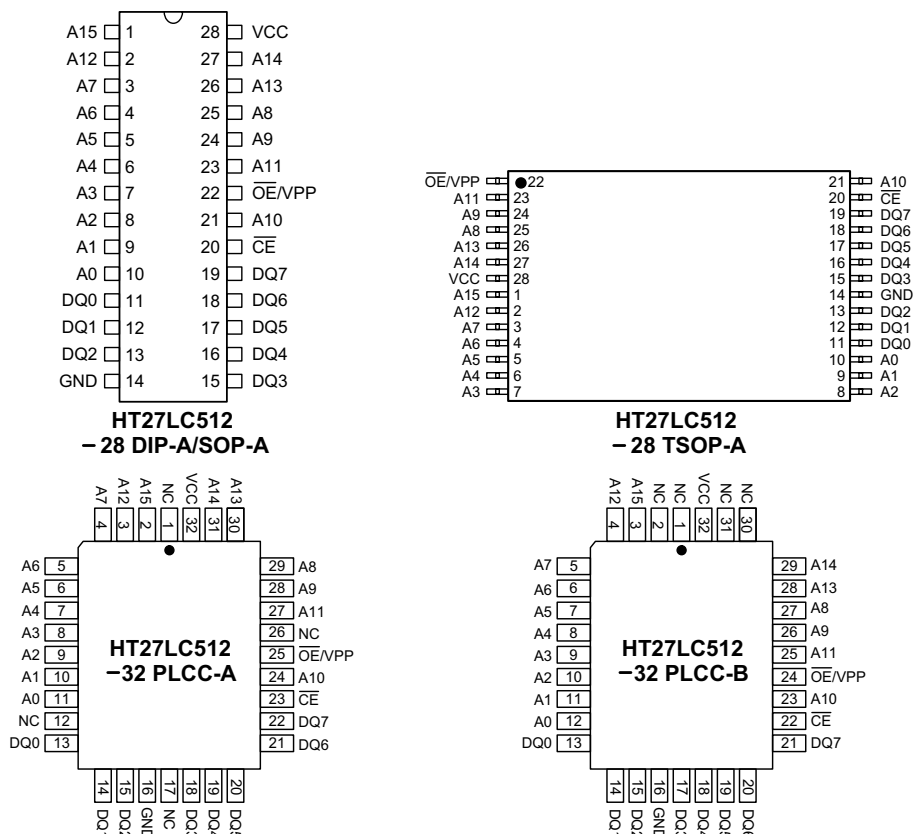 A15 1 28 VCC
A12 2 27 A14
A7 3 26 A13
A6 4 25 A8
A5 5 24 A9
A4 6 23 A11
A3 7 22 OE/VPP
A2 8 21 A10
A1 9 20 CE
A0 10 19 DQ7
DQ0 11 18 DQ6
DQ1 12 17 DQ5
DQ2 13 16 DQ4
GND 14 15 DQ3
HT27LC512
–28 DIP-A/SOP-A
OE/VPP 22 21 A10
A11 23 20 CE
A9 24 19 DQ7
A8 25 18 DQ6
A13 26 17 DQ5
A14 27 16 DQ4
VCC 28 15 DQ3
A15 1 14 GND
A12 2 13 DQ2
A7 3 12 DQ1
A6 4 11 DQ0
A5 5 10 A0
A4 6 9 A1
A3 7 8 A2
HT27LC512
–28 TSOP-A
A7 A12 A15 NC VCC A14 A13
4 3 2 1 32 31 30
A6 5 29 A8
A5 6 28 A9
A4 7 27 A11
A3 8 26 NC
A2 9 25 OE/VPP
A1 10 24 A10
A0 11 23 CE
NC 12 22 DQ7
DQ0 13 21 DQ6
HT27LC512
–32 PLCC-A
14 15 16 17 18 19 20
DQ1 DQ2 GND NC DQ3 DQ4 DQ5
A12 A15 NC NC VCC NC NC
4 3 2 1 32 31 30
A7 5 29 A14
A6 6 28 A13
A5 7 27 A8
A4 8 26 A9
A3 9 25 A11
A2 10 24 OE/VPP
A1 11 23 A10
A0 12 22 CE
DQ0 13 21 DQ7
HT27LC512
–32 PLCC-B
14 15 16 17 18 19 20
DQ1 DQ2 GND DQ3 DQ4 DQ5 DQ6